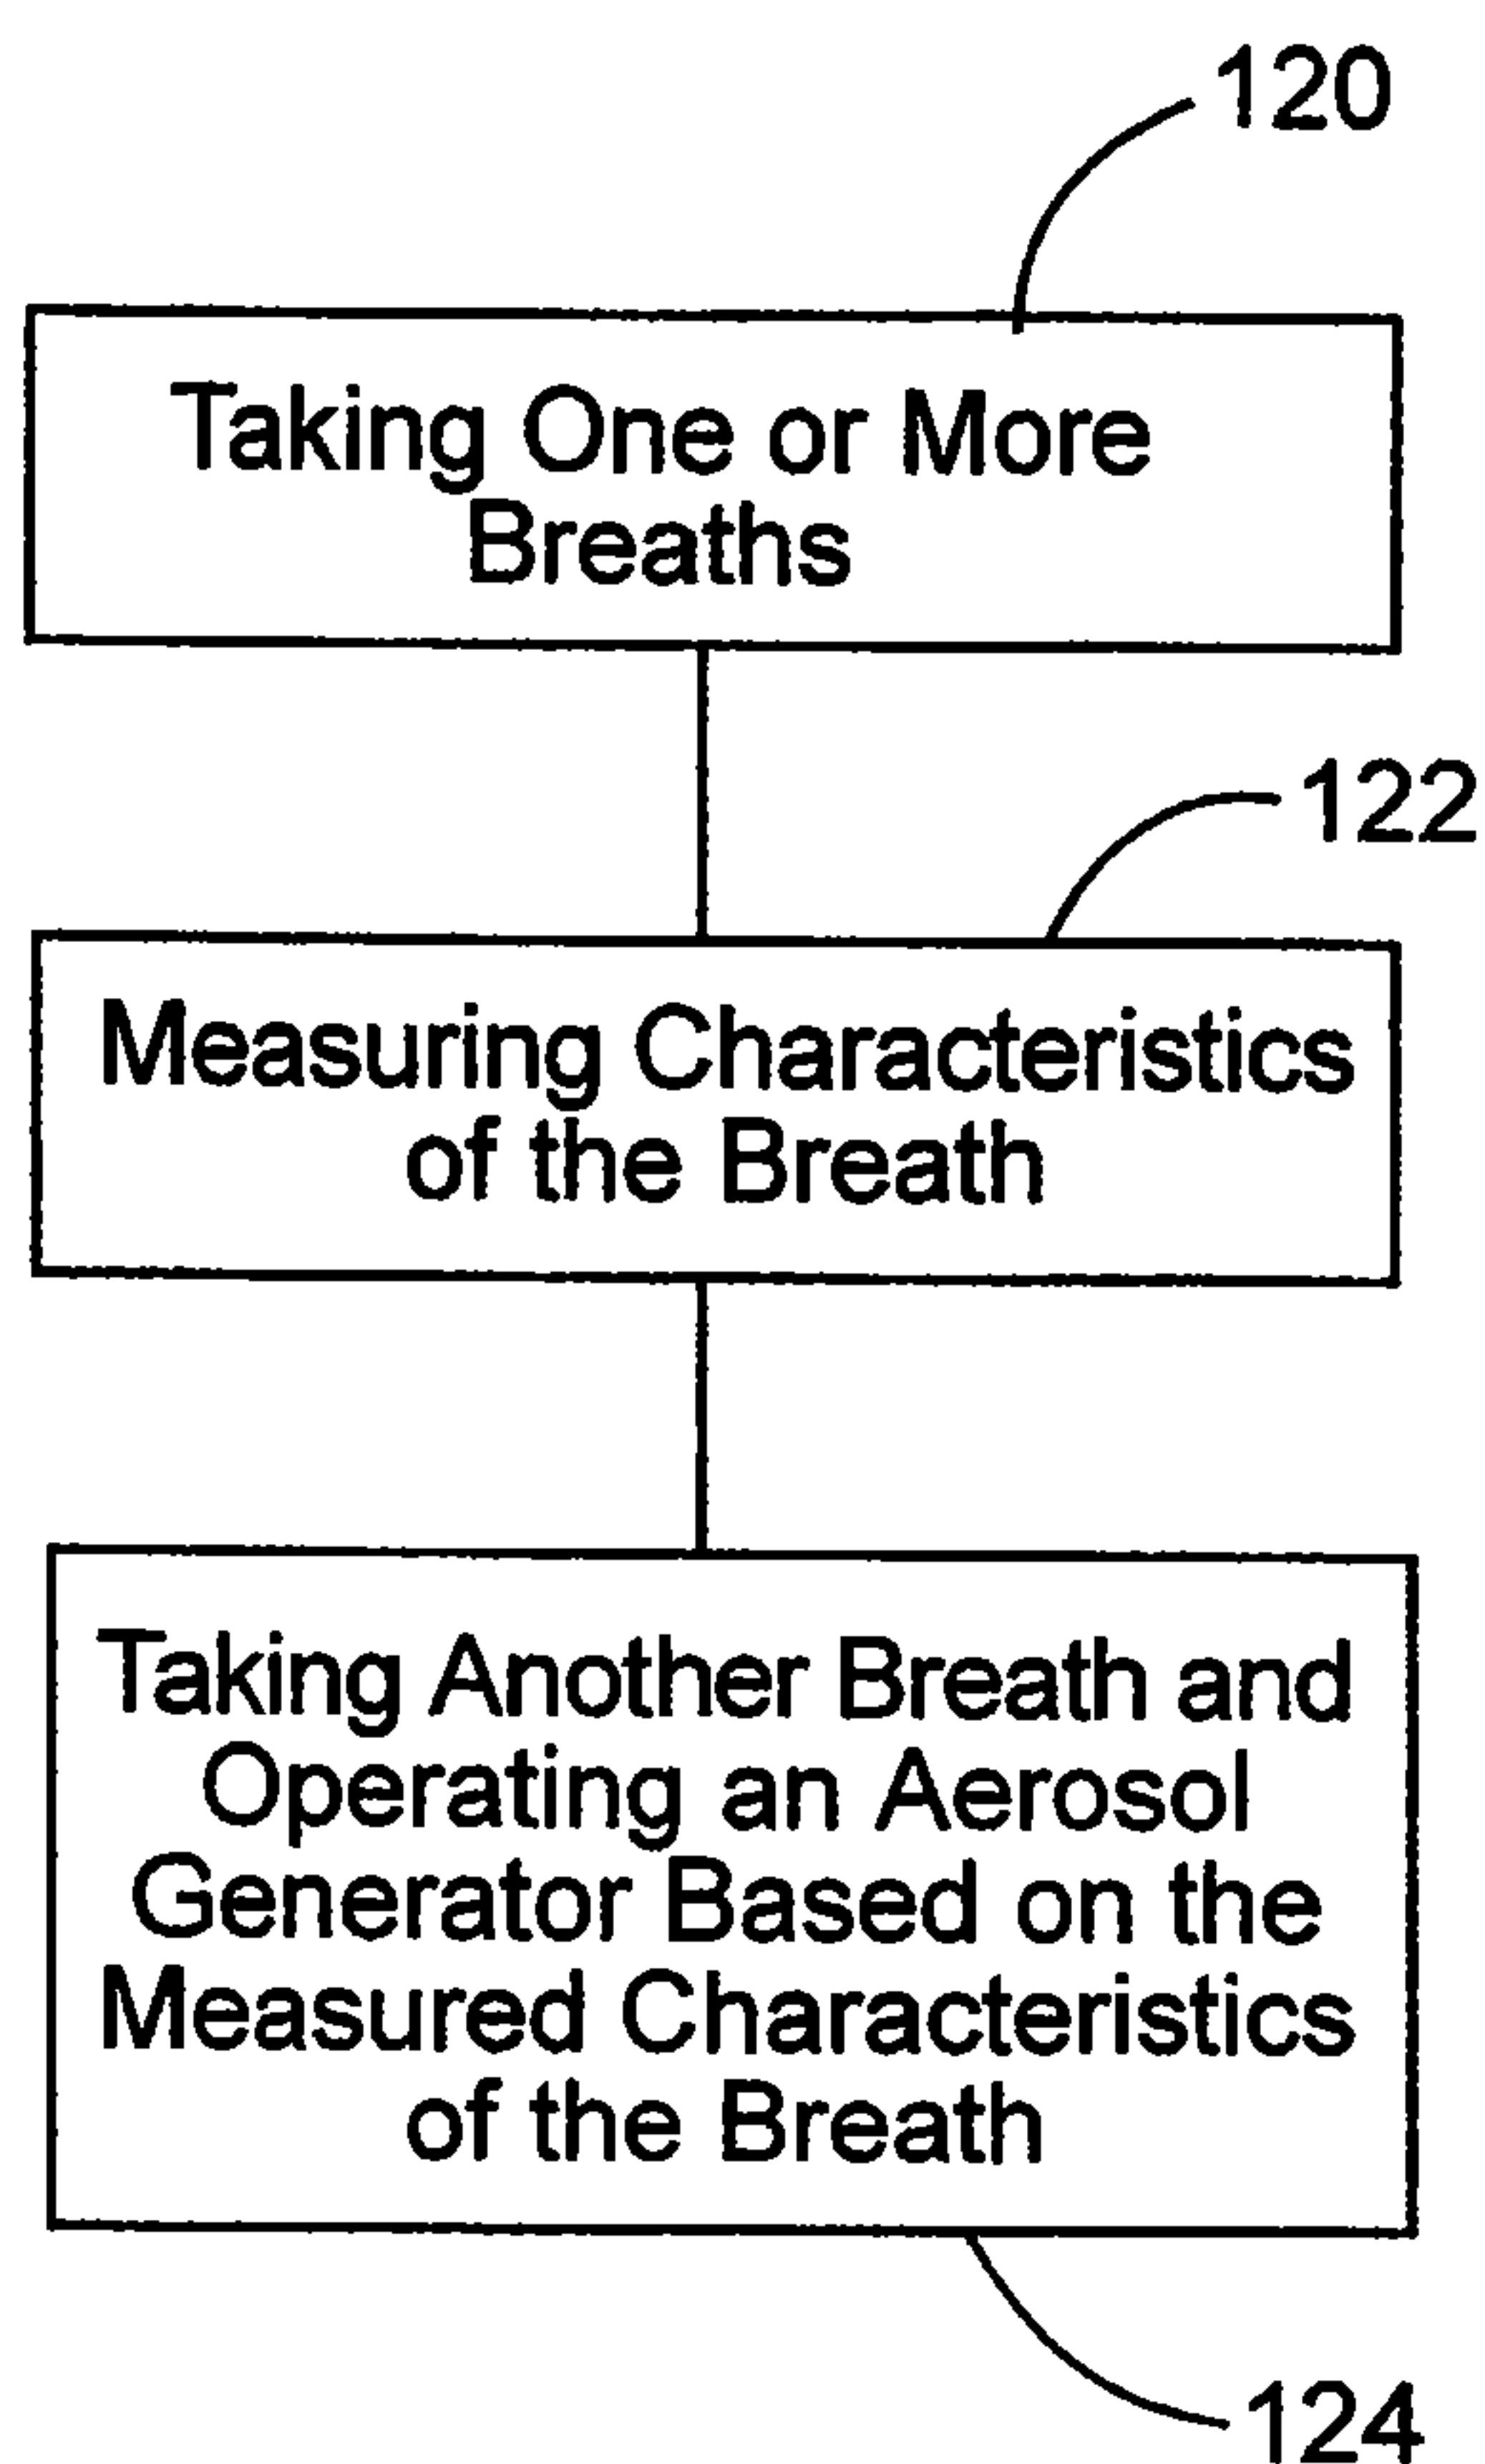 120
Taking One or More
Breaths
122
Measuring Characteristics
of the Breath
Taking Another Breath and
Operating an Aerosol
Generator Based on the
Measured Characteristics
of the Breath
124